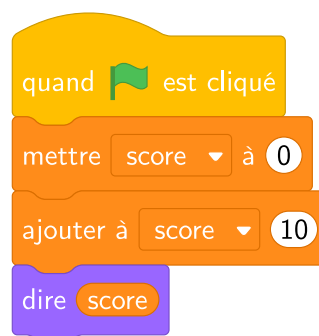 quand est cliqué
mettre score à 0
ajouter à score 10
dire score